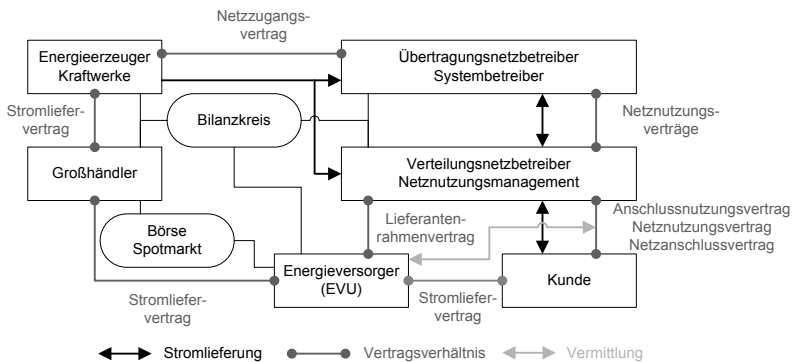 Netzzugangs-
vertrag
Energieerzeuger
Kraftwerke
Übertragungsnetzbetreiber
Systembetreiber
Stromliefer-
vertrag
Bilanzkreis
Netznutzungs-
verträge
Großhändler
Verteilungsnetzbetreiber
Netznutzungsmanagement
Börse
Spotmarkt
Lieferanten-
rahmenvertrag
Anschlussnutzungsvertrag
Netznutzungsvertrag
Netzanschlussvertrag
Energieversorger
(EVU)
Kunde
Stromliefer-
vertrag
Stromliefer-
vertrag
Stromlieferung
Vertragsverhältnis
Vermittlung